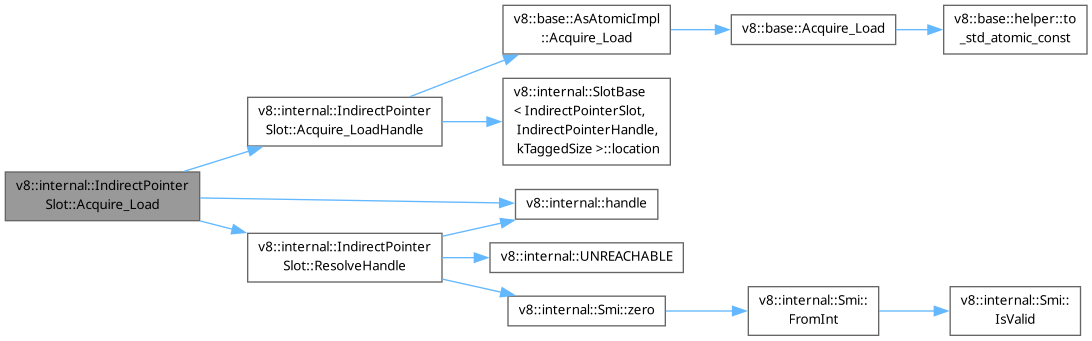 v8::internal::IndirectPointer
Slot::Acquire_Load
v8::internal::IndirectPointer
Slot::Acquire_LoadHandle
v8::base::AsAtomicImpl
::Acquire_Load
v8::base::Acquire_Load
v8::base::helper::to
_std_atomic_const
v8::internal::SlotBase
< IndirectPointerSlot,
IndirectPointerHandle,
kTaggedSize >::location
v8::internal::handle
v8::internal::IndirectPointer
Slot::ResolveHandle
v8::internal::UNREACHABLE
v8::internal::Smi::zero
v8::internal::Smi::
FromInt
v8::internal::Smi::
IsValid